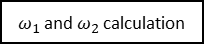 ω₁ and ω₂ calculation